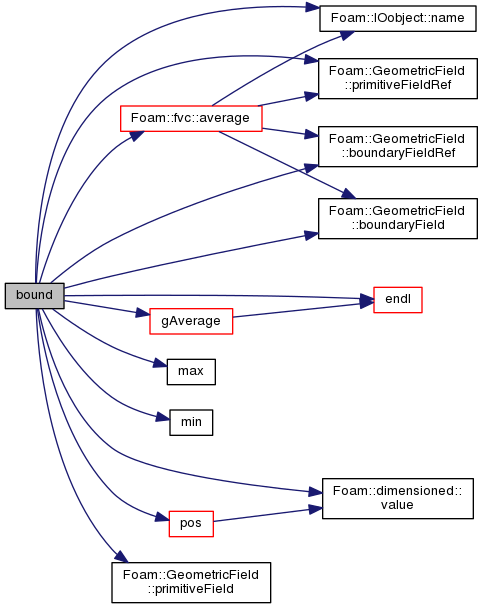 Foam::IOobject::name
Foam::GeometricField
::primitiveFieldRef
Foam::fvc::average
Foam::GeometricField
::boundaryFieldRef
Foam::GeometricField
::boundaryField
bound
endl
gAverage
max
min
Foam::dimensioned::
value
pos
Foam::GeometricField
::primitiveField